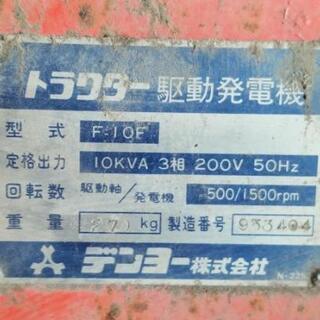 トラクター 駆動発電機
型式 F-10F
定格出力 10KVA 3相 200V 50Hz
回転数 駆動軸/発電機 500/1500rpm
重量 270 kg 製造番号
デンヨー株式会社